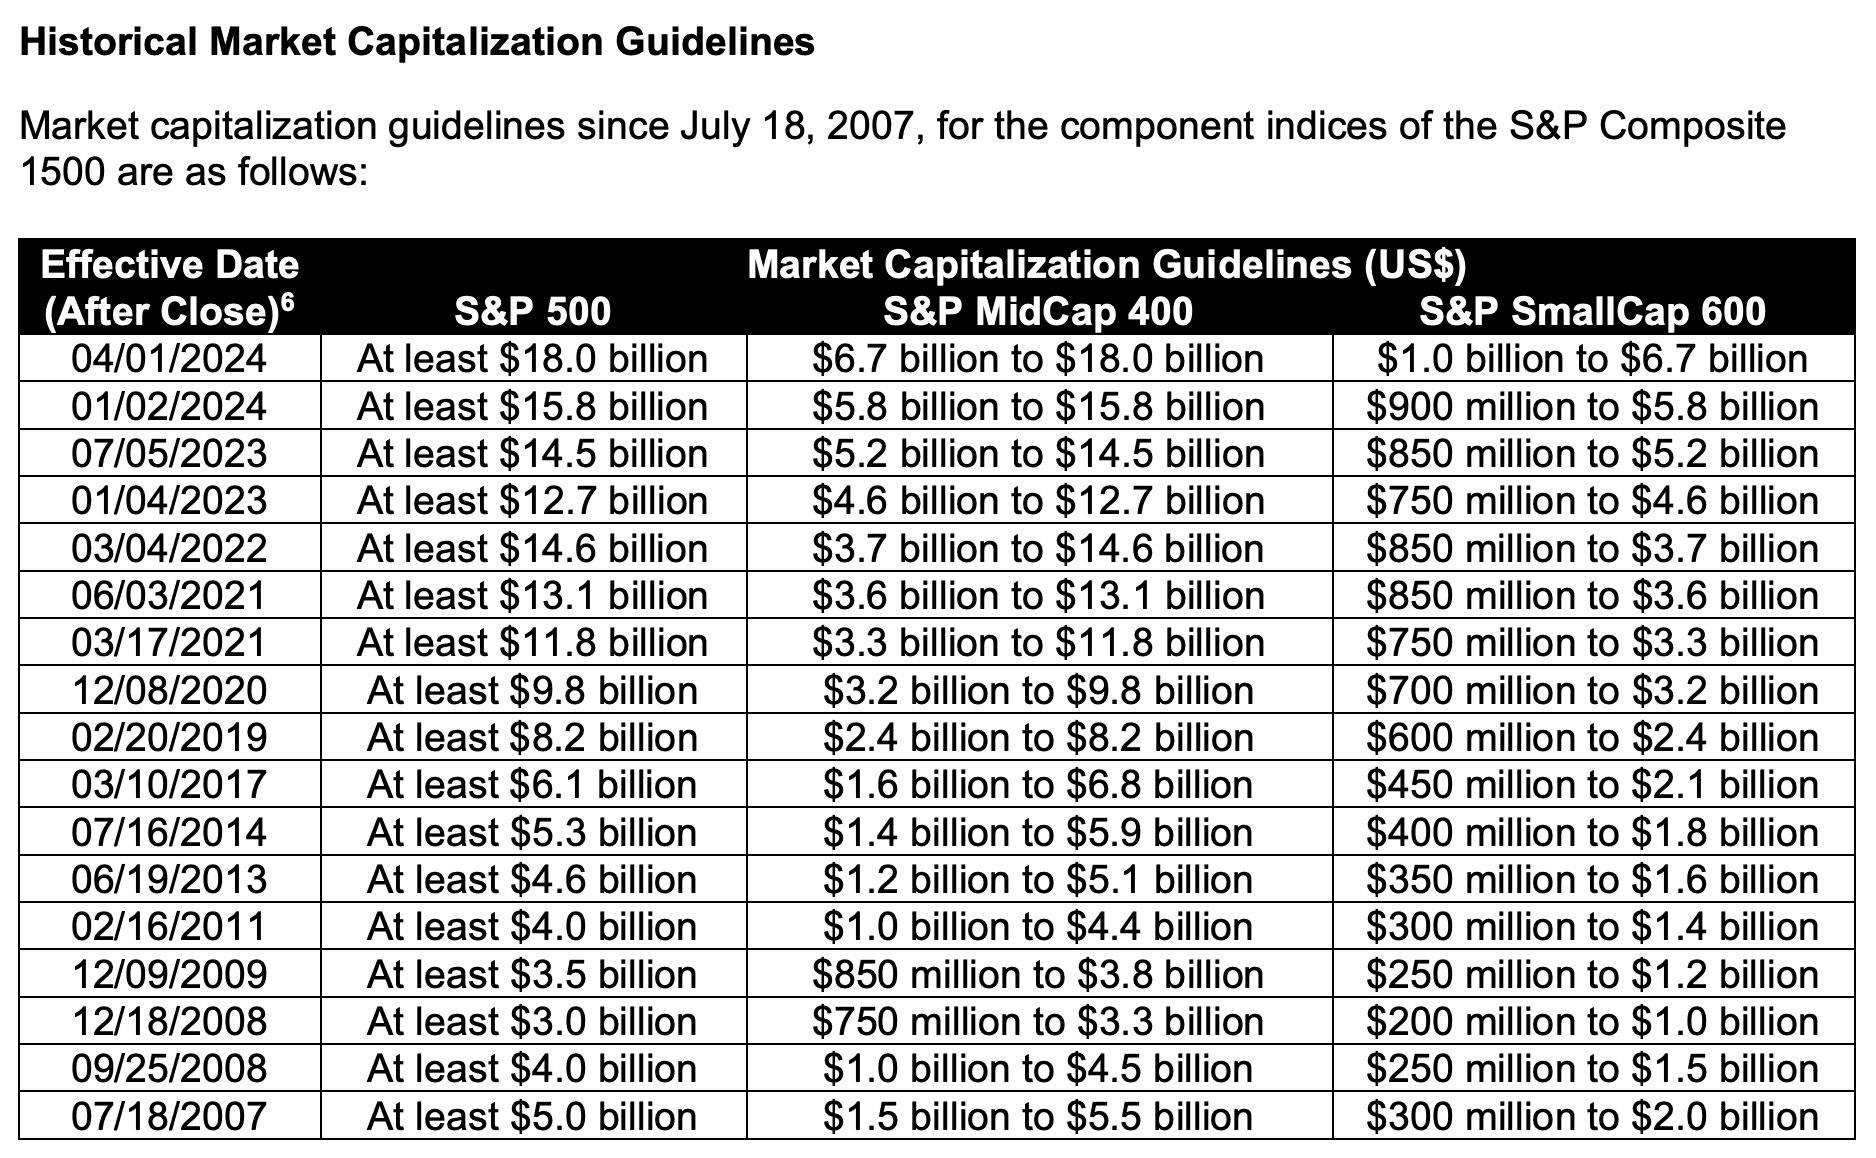 Historical Market Capitalization Guidelines
Market capitalization guidelines since July 18, 2007, for the component indices of the S&P Composite
1500 are as follows:
Effective Date Market Capitalization Guidelines (US$)
(After Close)⁶ S&P 500 S&P MidCap 400 S&P SmallCap 600
04/01/2024 At least $18.0 billion $6.7 billion to $18.0 billion $1.0 billion to $6.7 billion
01/02/2024 At least $15.8 billion $5.8 billion to $15.8 billion $900 million to $5.8 billion
07/05/2023 At least $14.5 billion $5.2 billion to $14.5 billion $850 million to $5.2 billion
01/04/2023 At least $12.7 billion $4.6 billion to $12.7 billion $750 million to $4.6 billion
03/04/2022 At least $14.6 billion $3.7 billion to $14.6 billion $850 million to $3.7 billion
06/03/2021 At least $13.1 billion $3.6 billion to $13.1 billion $850 million to $3.6 billion
03/17/2021 At least $11.8 billion $3.3 billion to $11.8 billion $750 million to $3.3 billion
12/08/2020 At least $9.8 billion $3.2 billion to $9.8 billion $700 million to $3.2 billion
02/20/2019 At least $8.2 billion $2.4 billion to $8.2 billion $600 million to $2.4 billion
03/10/2017 At least $6.1 billion $1.6 billion to $6.8 billion $450 million to $2.1 billion
07/16/2014 At least $5.3 billion $1.4 billion to $5.9 billion $400 million to $1.8 billion
06/19/2013 At least $4.6 billion $1.2 billion to $5.1 billion $350 million to $1.6 billion
02/16/2011 At least $4.0 billion $1.0 billion to $4.4 billion $300 million to $1.4 billion
12/09/2009 At least $3.5 billion $850 million to $3.8 billion $250 million to $1.2 billion
12/18/2008 At least $3.0 billion $750 million to $3.3 billion $200 million to $1.0 billion
09/25/2008 At least $4.0 billion $1.0 billion to $4.5 billion $250 million to $1.5 billion
07/18/2007 At least $5.0 billion $1.5 billion to $5.5 billion $300 million to $2.0 billion